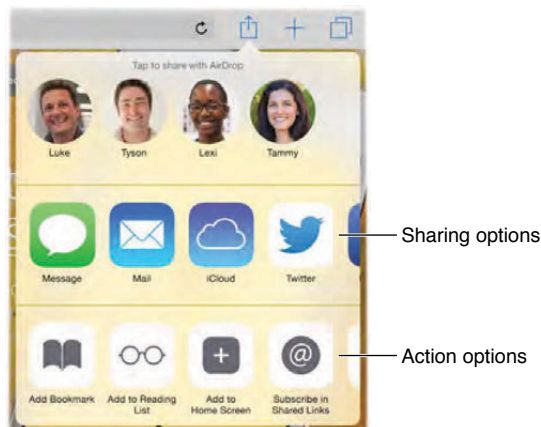 Tap to share with AirDrop
Luke Tyson Lexi Tammy
Sharing options
Message Mail iCloud Twitter
Action options
Add Bookmark Add to Reading List Add to Home Screen Subscribe in Shared Links